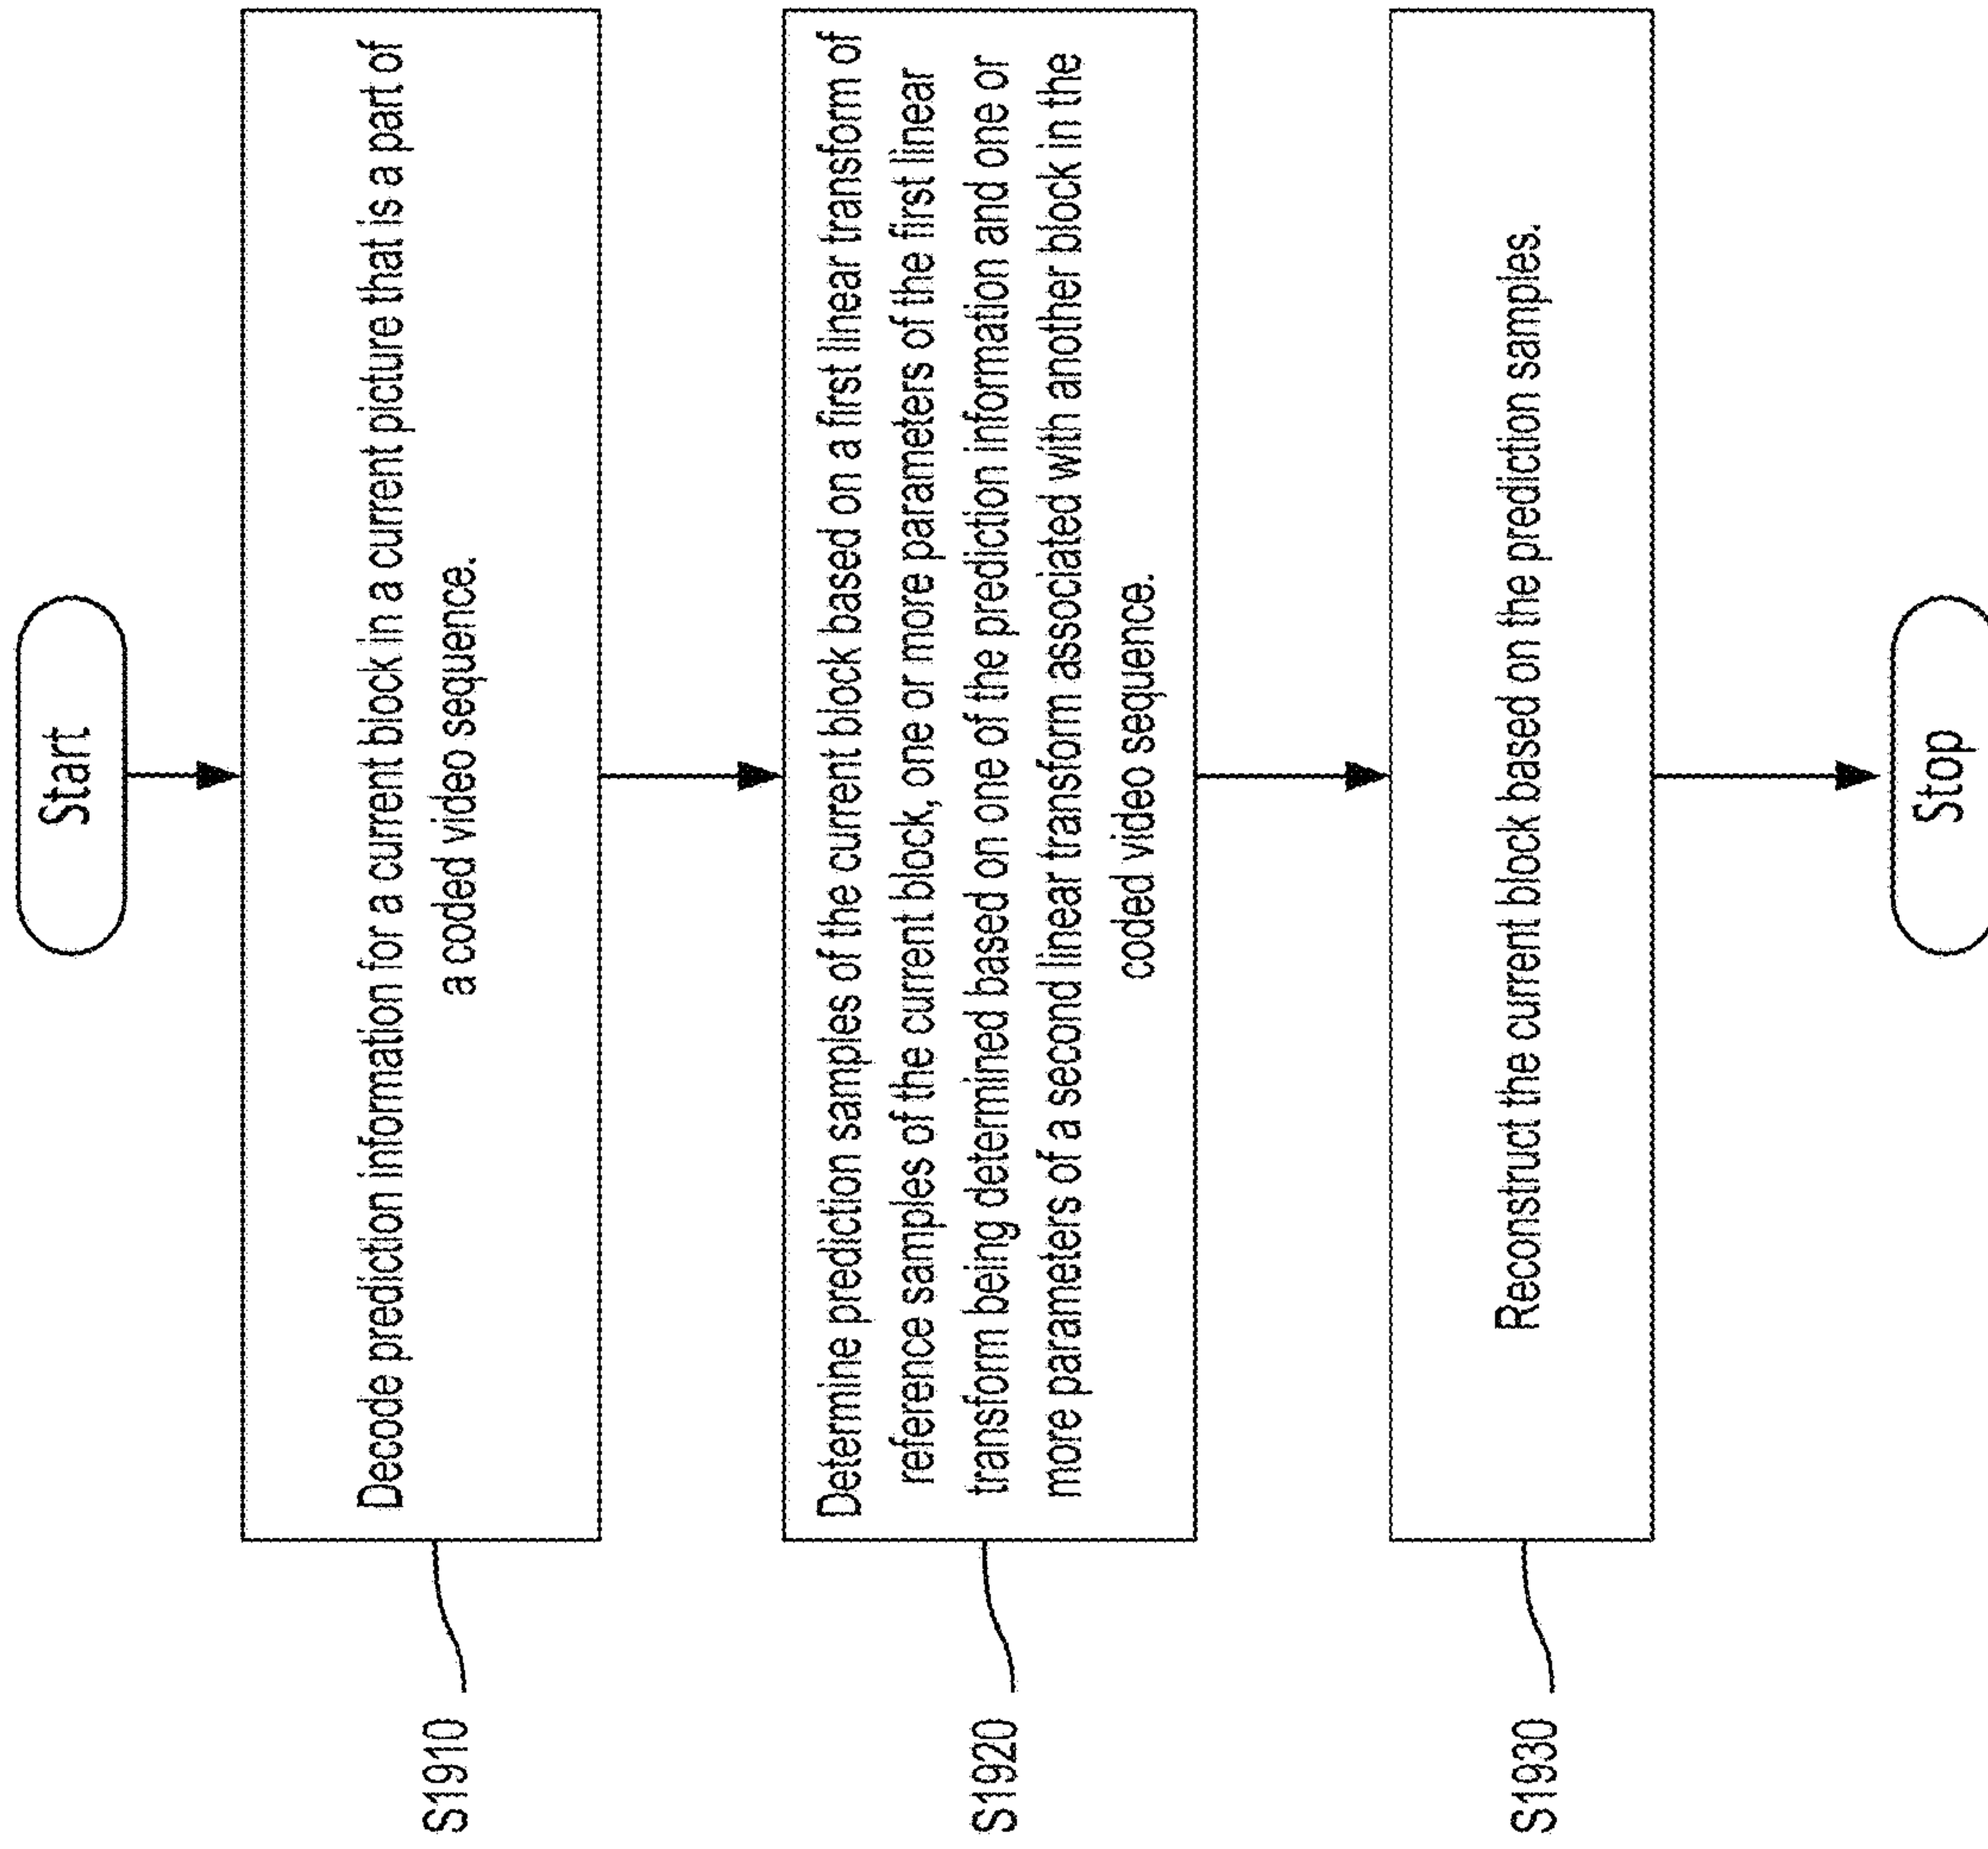 Start
S1910
Decode prediction information for a current block in a current picture that is a part of
a coded video sequence.
S1920
Determine prediction samples of the current block based on a first linear transform of
reference samples of the current block, one or more parameters of the first linear
transform being determined based on one of the prediction information and one or
more parameters of a second linear transform associated with another block in the
coded video sequence.
S1930
Reconstruct the current block based on the prediction samples.
Stop